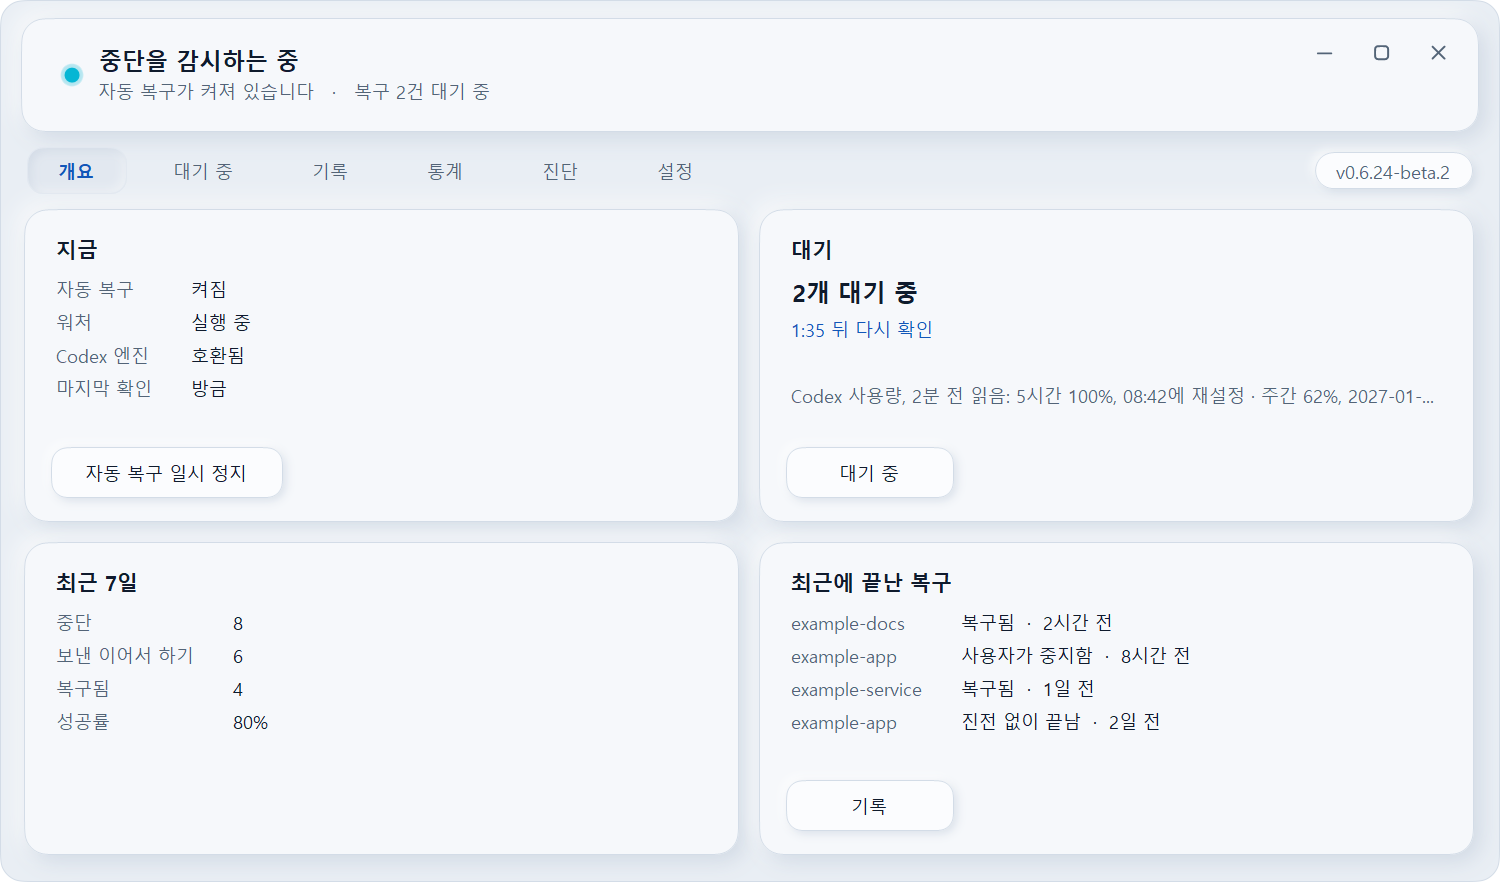 중단을 감시하는 중
자동 복구가 켜져 있습니다 · 복구 2건 대기 중
개요 대기 중 기록 통계 진단 설정 v0.6.24-beta.2
지금
자동 복구 켜짐
워처 실행 중
Codex 엔진 호환됨
마지막 확인 방금
자동 복구 일시 정지
대기
2개 대기 중
1:35 뒤 다시 확인
Codex 사용량, 2분 전 읽음: 5시간 100%, 08:42에 재설정 · 주간 62%, 2027-01-...
대기 중
최근 7일
중단 8
보낸 이어서 하기 6
복구됨 4
성공률 80%
최근에 끝난 복구
example-docs 복구됨 · 2시간 전
example-app 사용자가 중지함 · 8시간 전
example-service 복구됨 · 1일 전
example-app 진전 없이 끝남 · 2일 전
기록